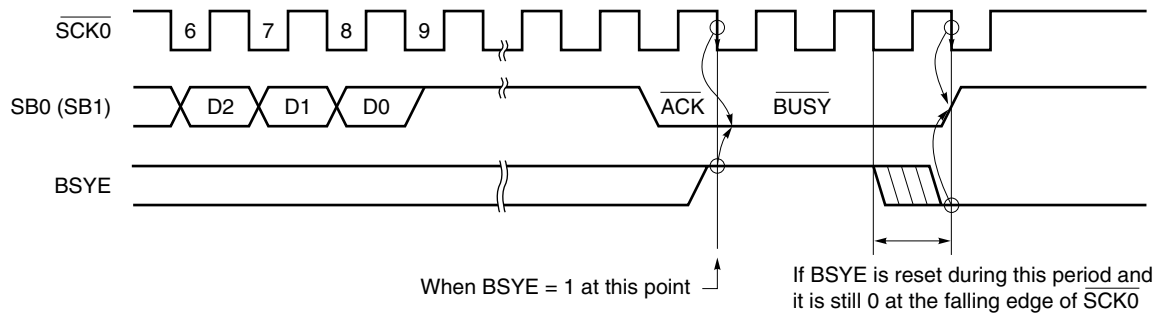 SCK0
6 7 8 9
SB0 (SB1)
D2 D1 D0
ACK BUSY
BSYE
When BSYE = 1 at this point
If BSYE is reset during this period and
it is still 0 at the falling edge of SCK0